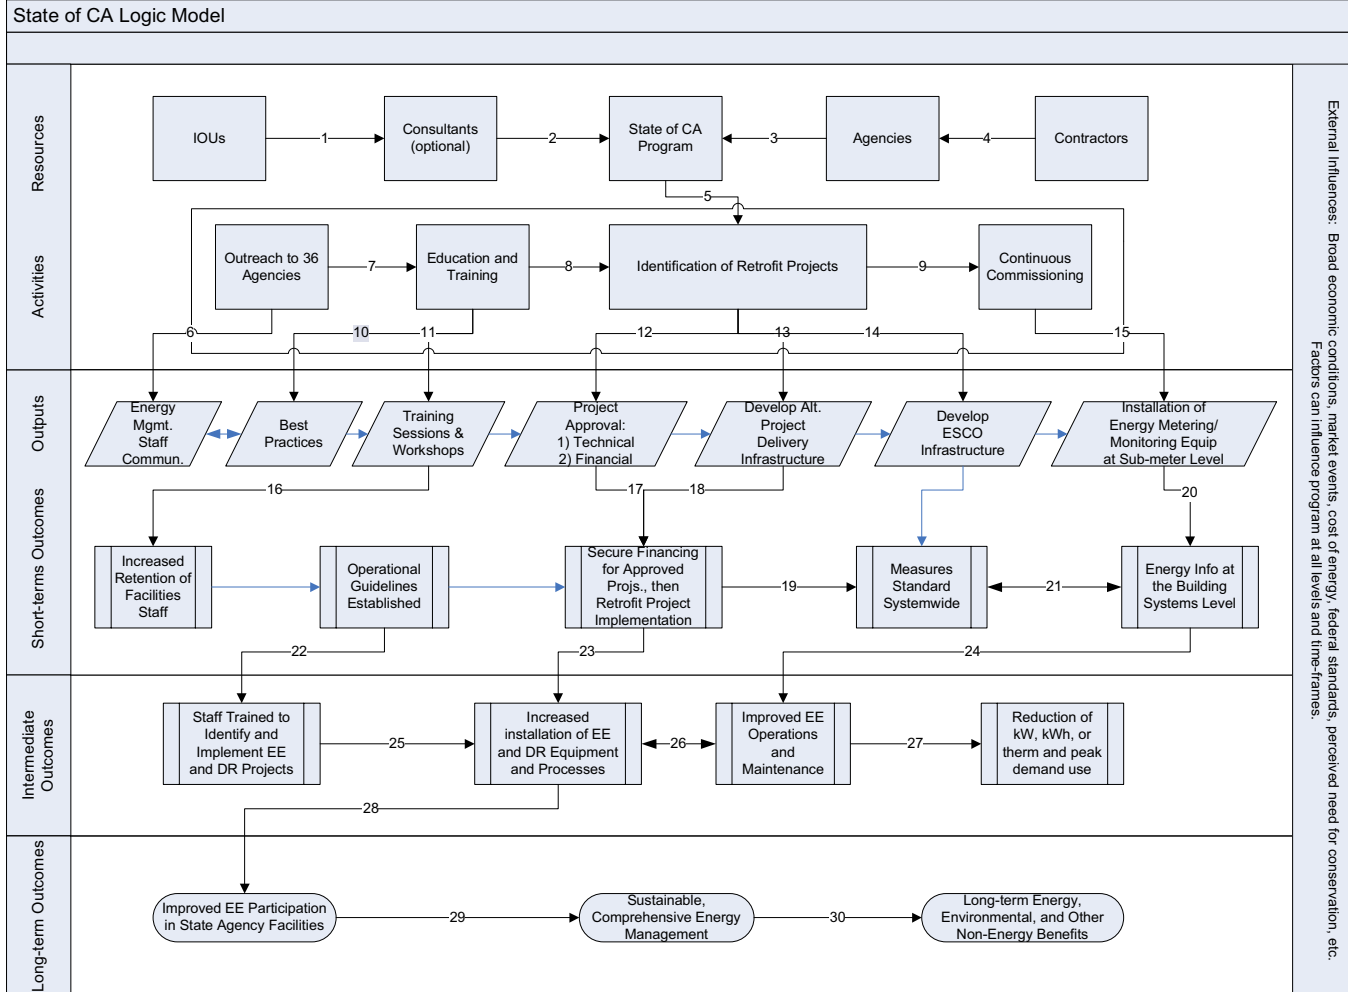 State of CA Logic Model
Resources
IOUs
1
Consultants
(optional)
2
State of CA
Program
3
Agencies
4
Contractors
5
Activities
Outreach to 36
Agencies
7
Education and
Training
8
Identification of Retrofit Projects
9
Continuous
Commissioning
6
10
11
12
13
14
15
Outputs
Energy
Mgmt.
Staff
Commun.
Best
Practices
Training
Sessions &
Workshops
Project
Approval:
1) Technical
2) Financial
Develop Alt.
Project
Delivery
Infrastructure
Develop
ESCO
Infrastructure
Installation of
Energy Metering/
Monitoring Equip
at Sub-meter Level
16
17
18
20
Short-terms Outcomes
Increased
Retention of
Facilities
Staff
Operational
Guidelines
Established
Secure Financing
for Approved
Projs., then
Retrofit Project
Implementation
19
Measures
Standard
Systemwide
21
Energy Info at
the Building
Systems Level
22
23
24
Intermediate
Outcomes
Staff Trained to
Identify and
Implement EE
and DR Projects
25
Increased
installation of EE
and DR Equipment
and Processes
26
Improved EE
Operations
and
Maintenance
27
Reduction of
kW, kWh, or
therm and peak
demand use
28
Long-term Outcomes
Improved EE Participation
in State Agency Facilities
29
Sustainable,
Comprehensive Energy
Management
30
Long-term Energy,
Environmental, and Other
Non-Energy Benefits
External Influences: Broad economic conditions, market events, cost of energy, federal standards, perceived need for conservation, etc.
Factors can influence program at all levels and time-frames.